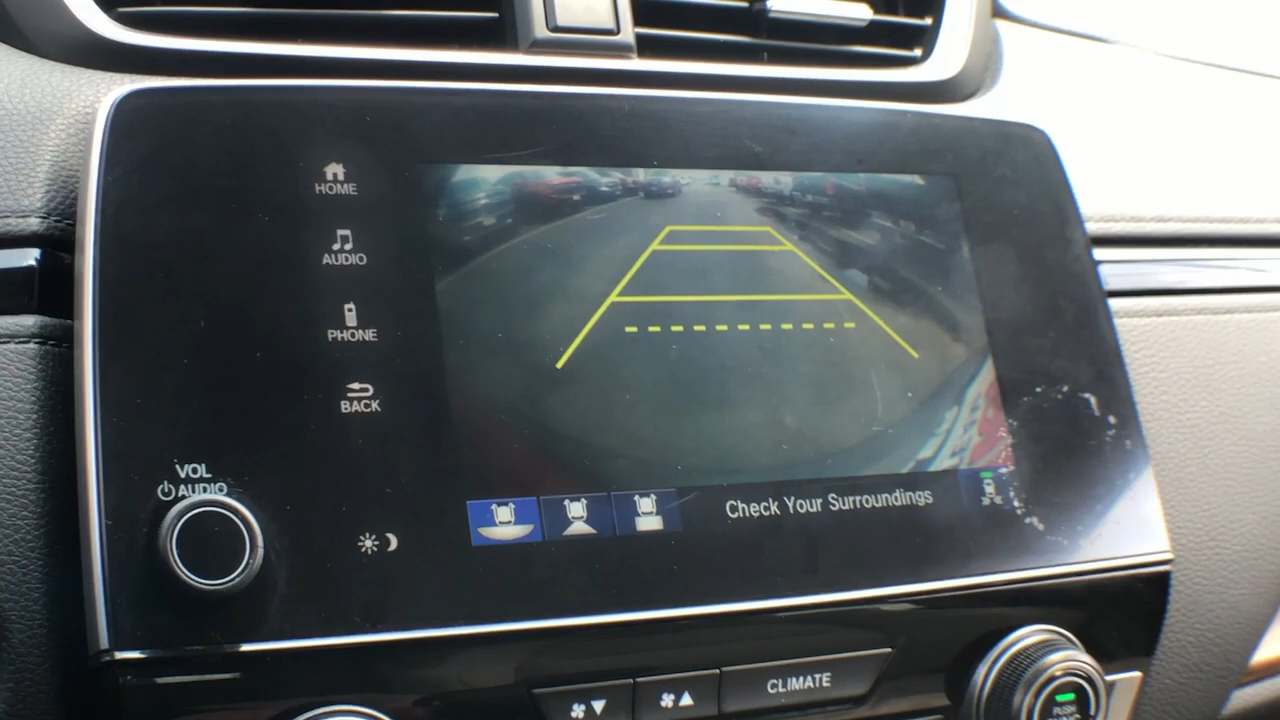 HOME
AUDIO
PHONE
BACK
VOL
AUDIO
Check Your Surroundings
CLIMATE
PUSH